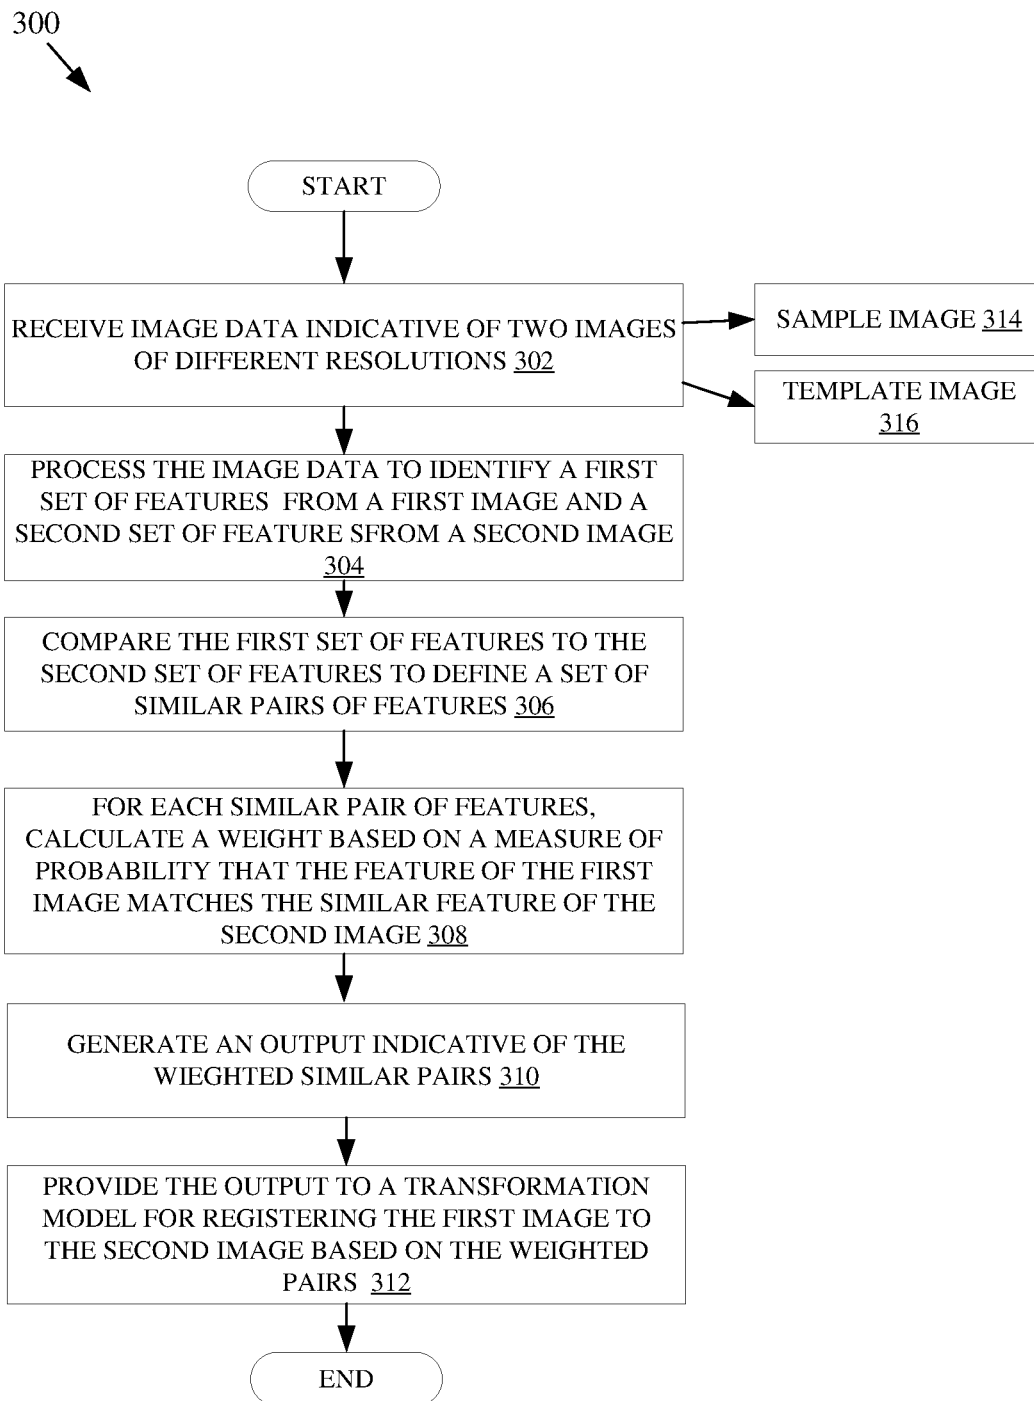 300
START
RECEIVE IMAGE DATA INDICATIVE OF TWO IMAGES
OF DIFFERENT RESOLUTIONS 302
SAMPLE IMAGE 314
TEMPLATE IMAGE
316
PROCESS THE IMAGE DATA TO IDENTIFY A FIRST
SET OF FEATURES FROM A FIRST IMAGE AND A
SECOND SET OF FEATURE SFROM A SECOND IMAGE
304
COMPARE THE FIRST SET OF FEATURES TO THE
SECOND SET OF FEATURES TO DEFINE A SET OF
SIMILAR PAIRS OF FEATURES 306
FOR EACH SIMILAR PAIR OF FEATURES,
CALCULATE A WEIGHT BASED ON A MEASURE OF
PROBABILITY THAT THE FEATURE OF THE FIRST
IMAGE MATCHES THE SIMILAR FEATURE OF THE
SECOND IMAGE 308
GENERATE AN OUTPUT INDICATIVE OF THE
WIEGHTED SIMILAR PAIRS 310
PROVIDE THE OUTPUT TO A TRANSFORMATION
MODEL FOR REGISTERING THE FIRST IMAGE TO
THE SECOND IMAGE BASED ON THE WEIGHTED
PAIRS 312
END